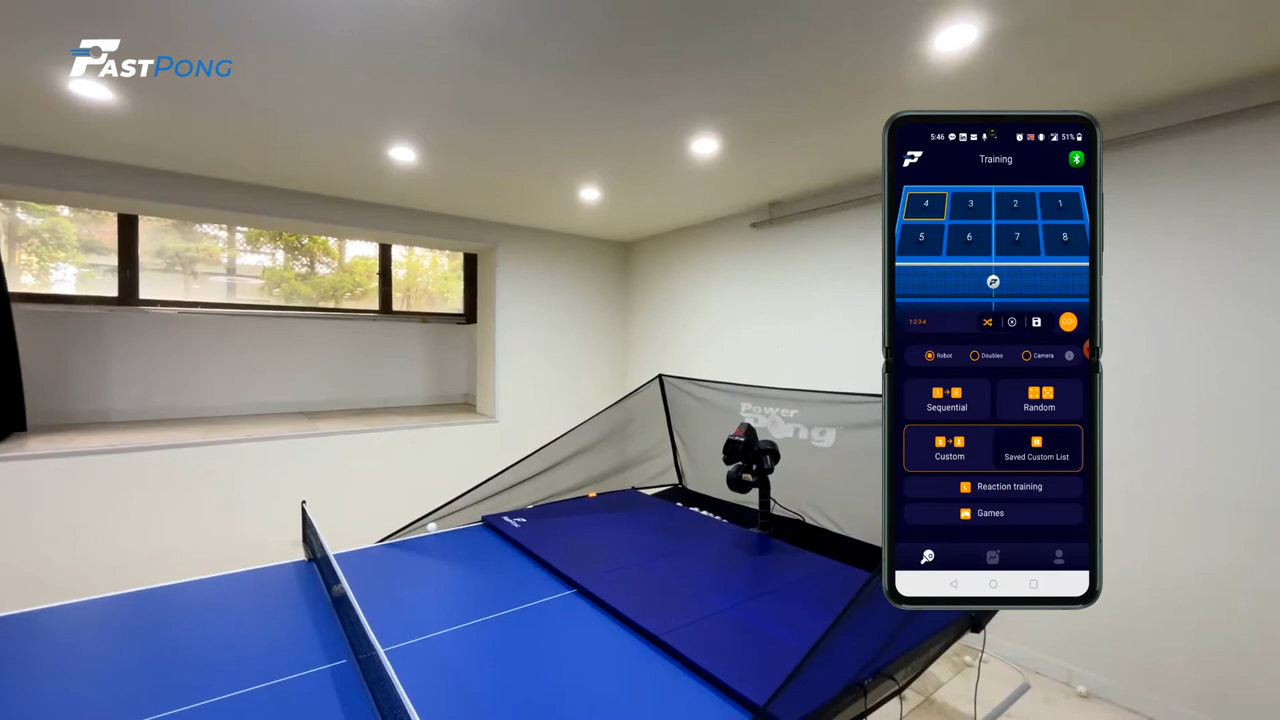 FASTPONG
5:46
51%
Training
4 3 2 1
5 6 7 8
1-2-3-4
GO!
Robot Doubles Camera
Sequential
Random
Custom
Saved Custom List
Reaction training
Games
Power
Pong